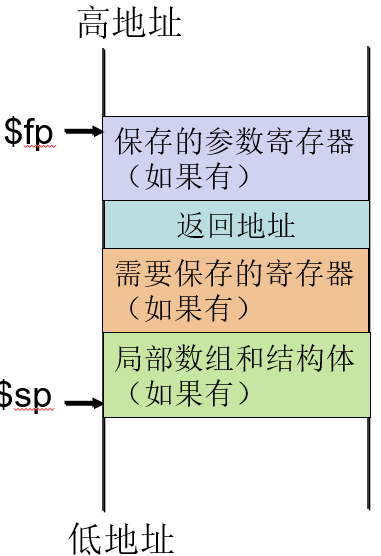 高地址
$fp
保存的参数寄存器
（如果有）
返回地址
需要保存的寄存器
（如果有）
局部数组和结构体
（如果有）
$sp
低地址